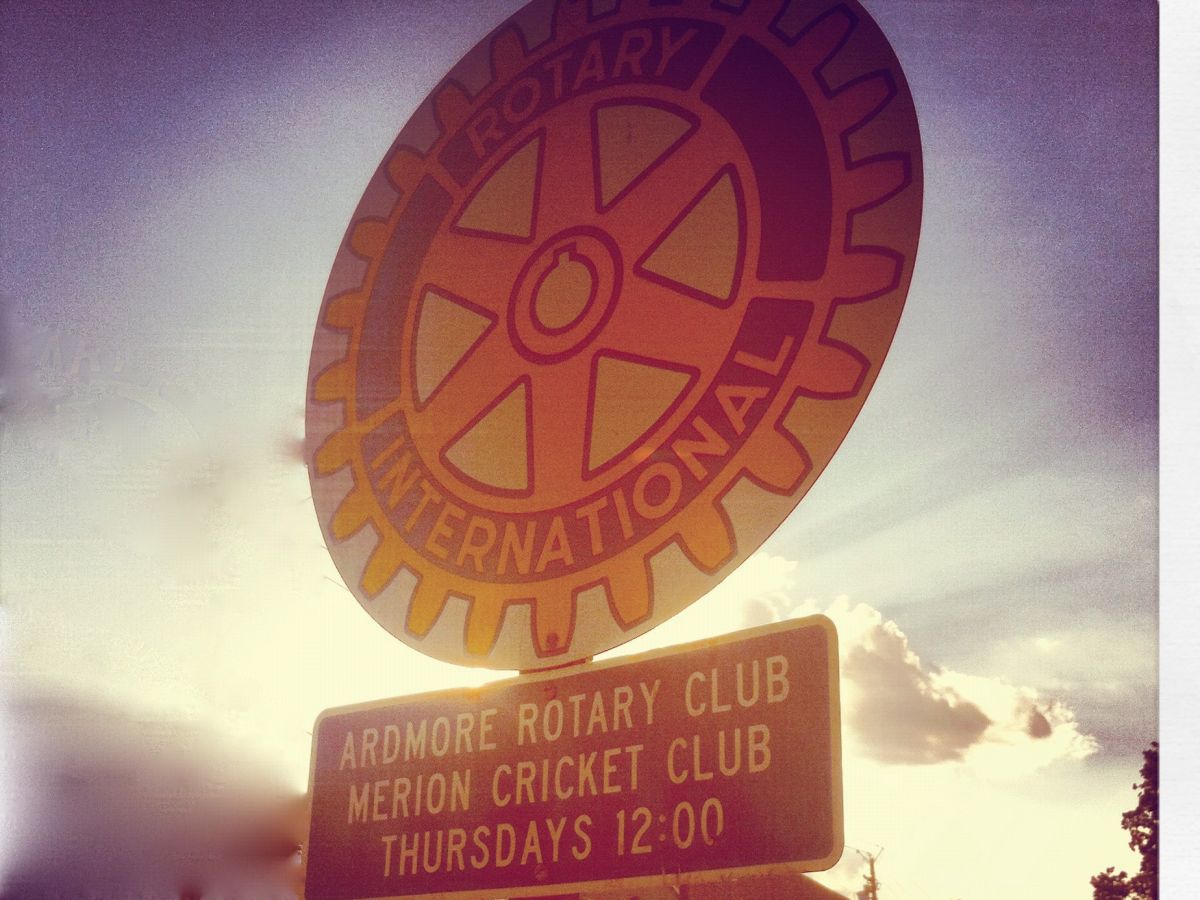 ROTARY
INTERNATIONAL
ARDMORE ROTARY CLUB
MERION CRICKET CLUB
THURSDAYS 12:00